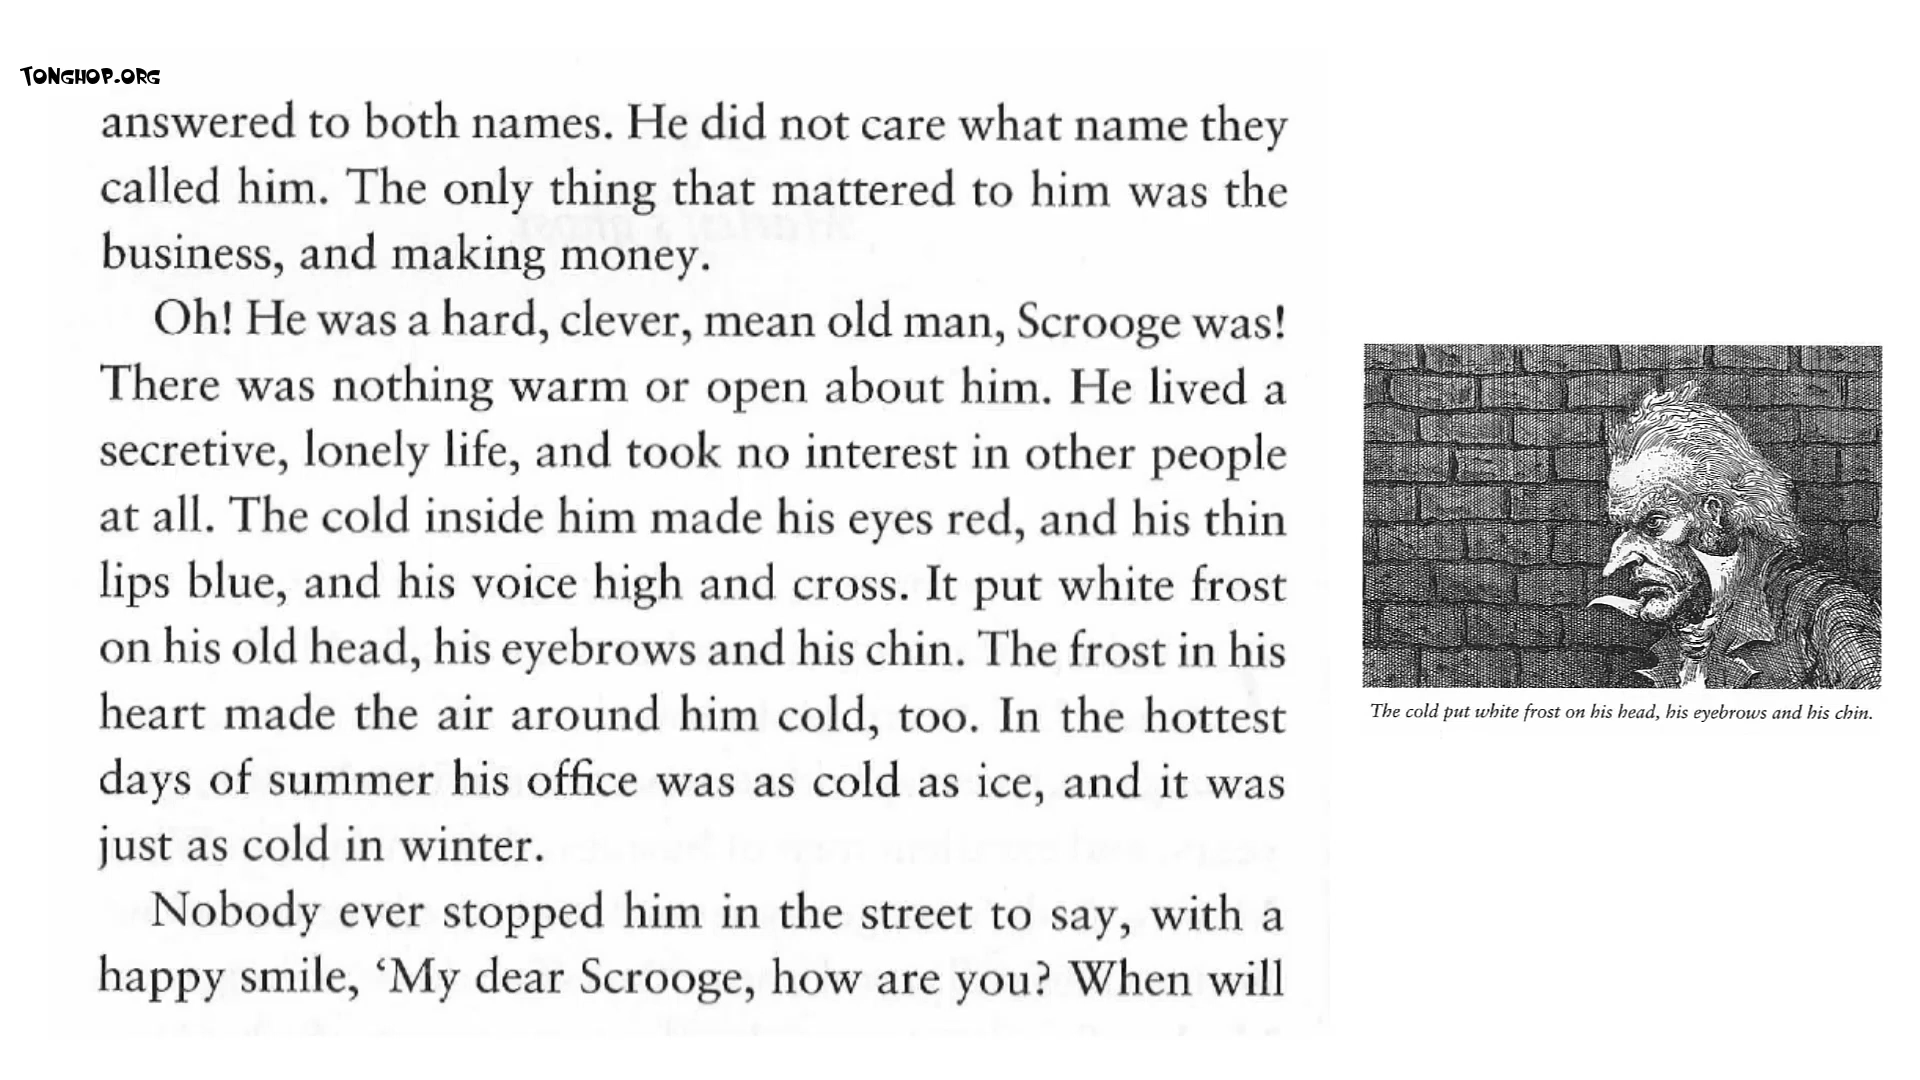 TONGHOP.ORG
answered to both names. He did not care what name they
called him. The only thing that mattered to him was the
business, and making money.
Oh! He was a hard, clever, mean old man, Scrooge was!
There was nothing warm or open about him. He lived a
secretive, lonely life, and took no interest in other people
at all. The cold inside him made his eyes red, and his thin
lips blue, and his voice high and cross. It put white frost
on his old head, his eyebrows and his chin. The frost in his
heart made the air around him cold, too. In the hottest
days of summer his office was as cold as ice, and it was
just as cold in winter.
Nobody ever stopped him in the street to say, with a
happy smile, ‘My dear Scrooge, how are you? When will
The cold put white frost on his head, his eyebrows and his chin.